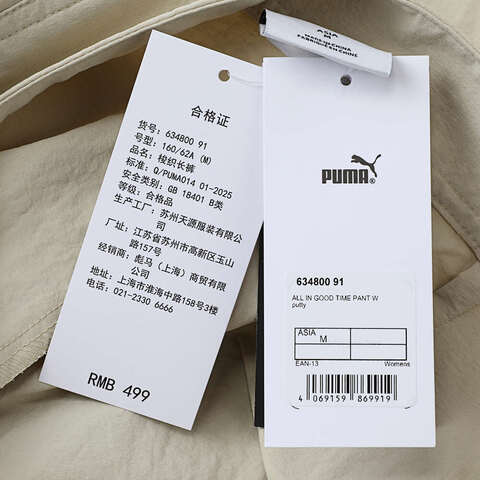 ASIA
M
MADE IN CHINA
合格证
货号: 634800 91
号型: 160/62A (M)
品名: 梭织长裤
标准: Q/PUMA014 01-2025
安全类别: GB 18401 B类
等级: 合格品
生产工厂: 苏州天源服装有限公
司
厂址: 江苏省苏州市高新区玉山
路157号
经销商: 彪马（上海）商贸有限
公司
地址: 上海市淮海中路158号3楼
电话: 021-2330 6666
RMB 499
PUMA
634800 91
ALL IN GOOD TIME PANT W
putty
ASIA
M
EAN-13 Womens
4 069159 869919